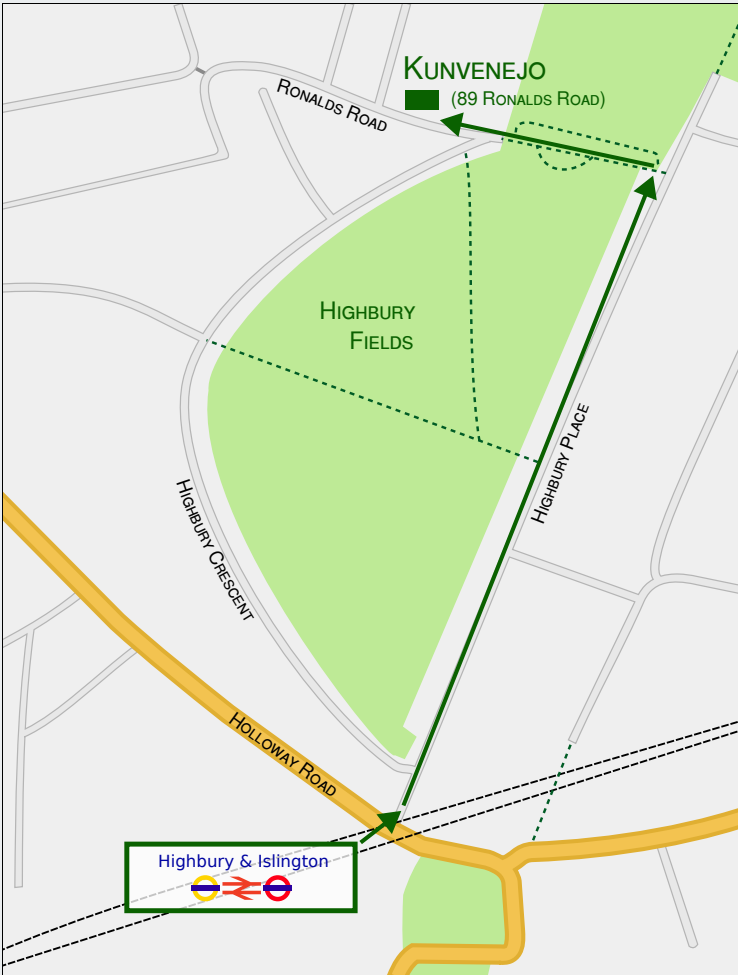 KUNVENEJO
(89 RONALDS ROAD)
RONALDS ROAD
HIGHBURY
FIELDS
HIGHBURY PLACE
HIGHBURY CRESCENT
HOLLOWAY ROAD
Highbury & Islington